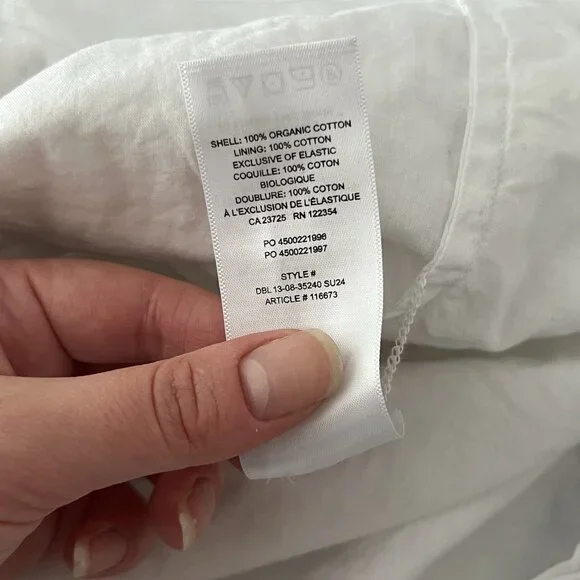 SHELL: 100% ORGANIC COTTON
LINING: 100% COTTON
EXCLUSIVE OF ELASTIC
COQUILLE: 100% COTON
BIOLOGIQUE
DOUBLURE: 100% COTON
À L'EXCLUSION DE L'ÉLASTIQUE
CA 23725 RN 122354
PO 4500221996
PO 4500221997
STYLE #
DBL 13-08-35240 SU24
ARTICLE # 116673